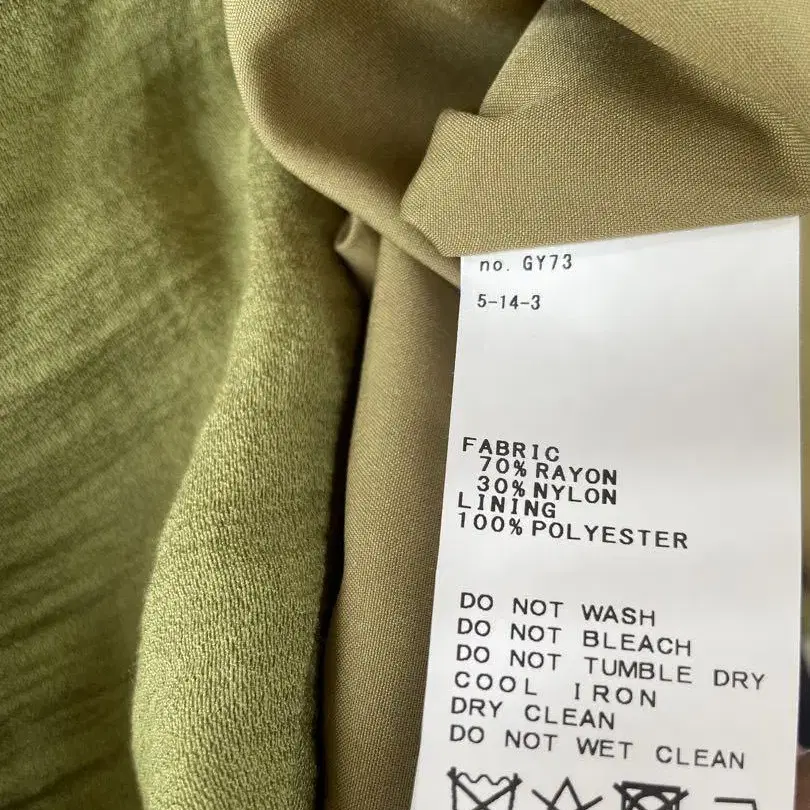 no. GY73
5-14-3
FABRIC
70% RAYON
30% NYLON
LINING
100% POLYESTER
DO NOT WASH
DO NOT BLEACH
DO NOT TUMBLE DRY
COOL IRON
DRY CLEAN
DO NOT WET CLEAN